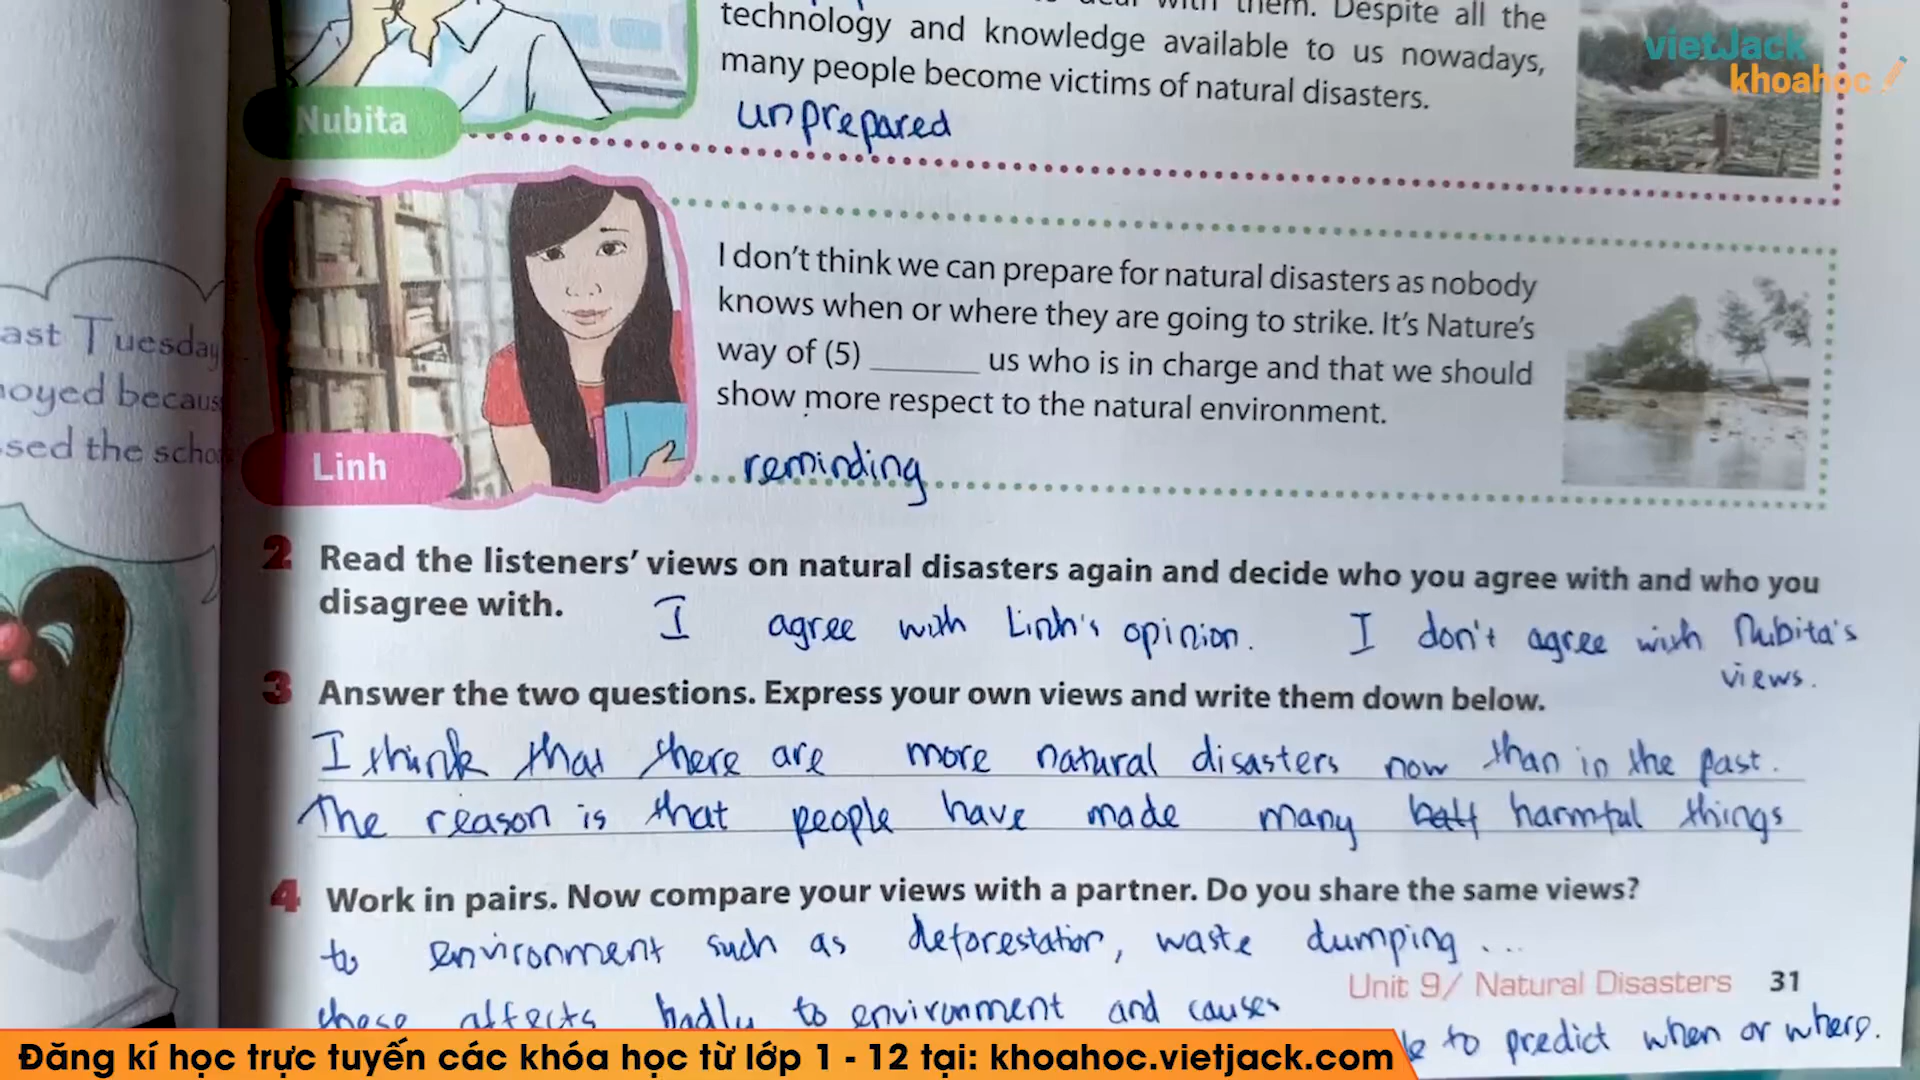 with them. Despite all the
technology and knowledge available to us nowadays,
many people become victims of natural disasters.
vietJack
khoahoc
Nubita
unprepared
I don't think we can prepare for natural disasters as nobody
knows when or where they are going to strike. It's Nature's
way of (5) ________ us who is in charge and that we should
show more respect to the natural environment.
Linh
reminding
ast Tuesday
noyed becaus
sed the scho
2 Read the listeners' views on natural disasters again and decide who you agree with and who you
disagree with.
I agree with Linh's opinion. I don't agree with Nubita's
views.
3 Answer the two questions. Express your own views and write them down below.
I think that there are more natural disasters now than in the past.
The reason is that people have made many harmful things
4 Work in pairs. Now compare your views with a partner. Do you share the same views?
to environment such as deforestation, waste dumping ...
Unit 9/ Natural Disasters 31
these affects badly to environment and causes
to predict when or where.
Đăng kí học trực tuyến các khóa học từ lớp 1 - 12 tại: khoahoc.vietjack.com